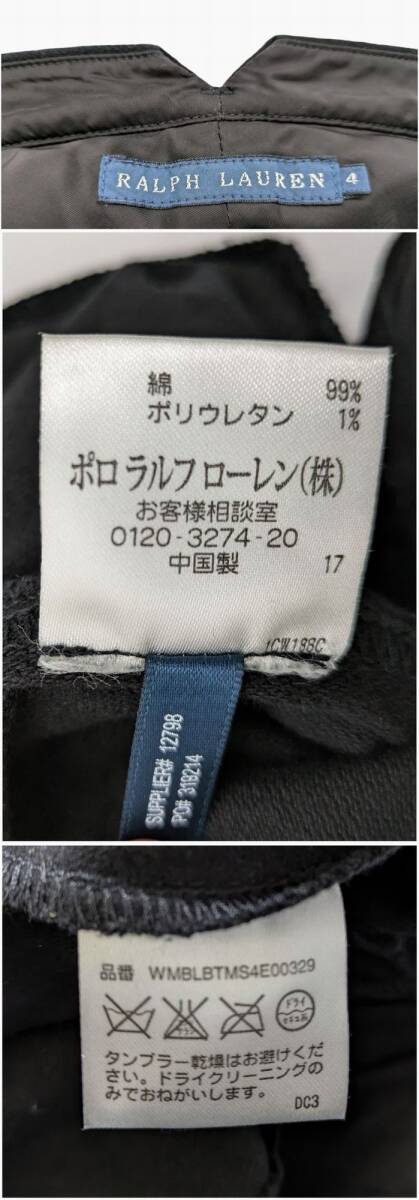 RALPH LAUREN 4
綿 99%
ポリウレタン 1%
ポロ ラルフ ローレン(株)
お客様相談室
0120-3274-20
中国製 17
1CW188C
SUPPLIER# 12798
PO# 318214
品番 WMBLBTMS4E00329
ドライ
タンブラー乾燥はお避けくだ
さい。ドライクリーニングの
みでおねがいします。
DC3